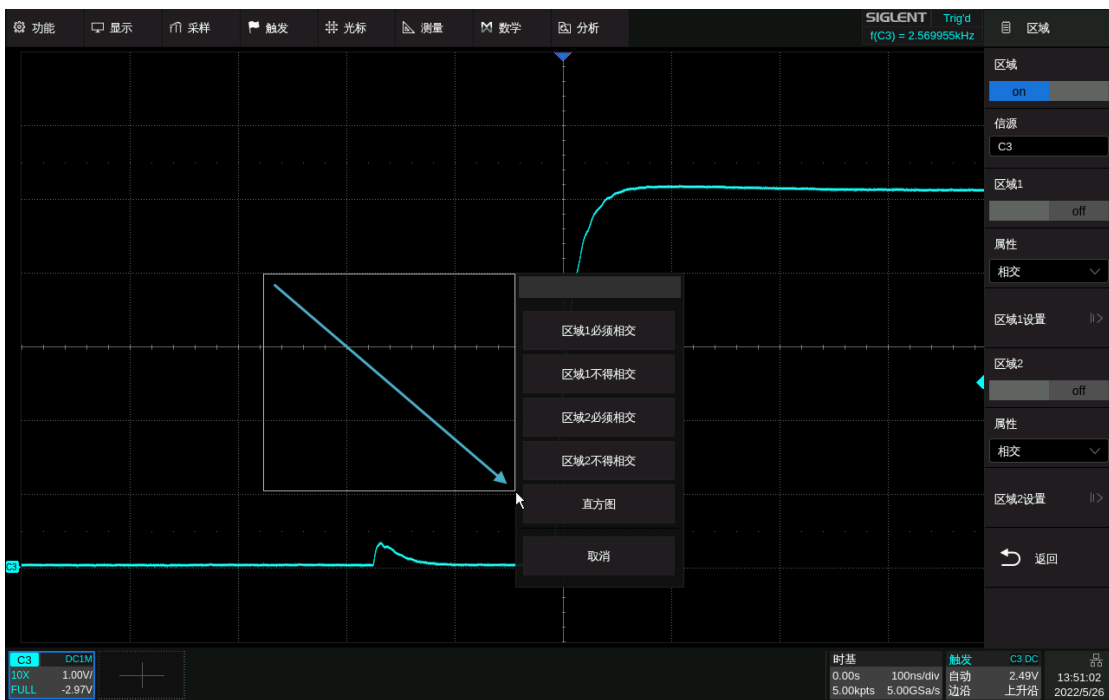 功能 显示 采样 触发 光标 测量 数学 分析
SIGLENT Trig'd
f(C3) = 2.569955kHz
区域
区域
on
信源
C3
区域1
off
属性
相交
区域1设置
区域2
off
属性
相交
区域2设置
返回
区域1必须相交
区域1不得相交
区域2必须相交
区域2不得相交
直方图
取消
C3
C3 DC1M
10X 1.00V/
FULL -2.97V
时基
0.00s 100ns/div
5.00kpts 5.00GSa/s
触发 C3 DC
自动 2.49V
边沿 上升沿
13:51:02
2022/5/26